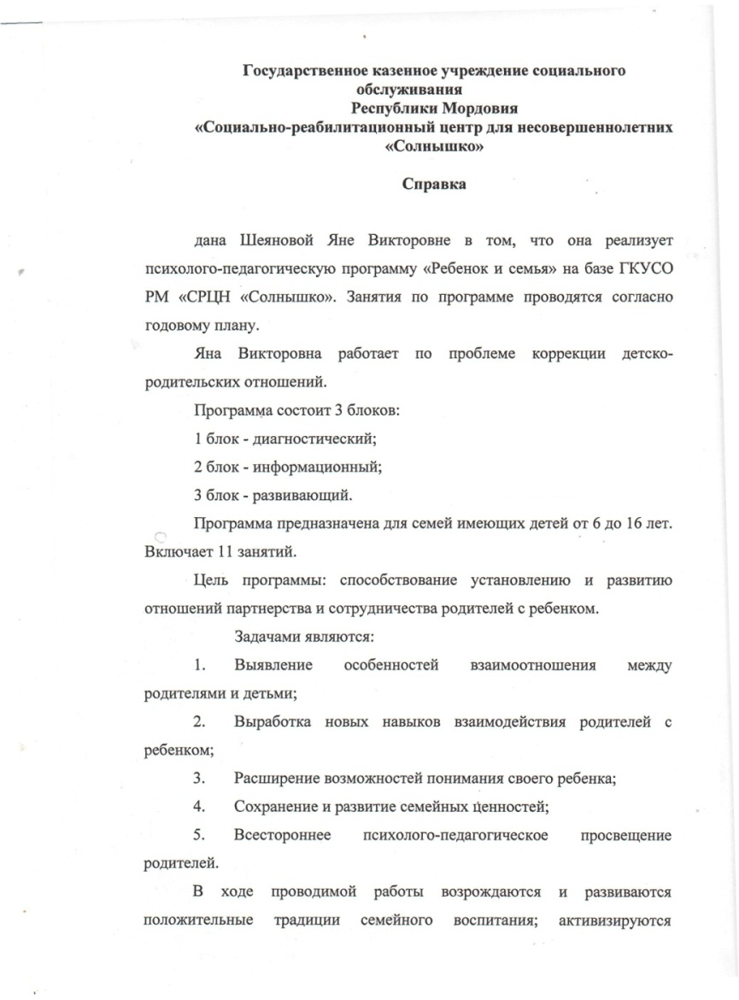 Государственное казенное учреждение социального
обслуживания
Республики Мордовия
«Социально-реабилитационный центр для несовершеннолетних
«Солнышко»
Справка
дана Шеяновой Яне Викторовне в том, что она реализует
психолого-педагогическую программу «Ребенок и семья» на базе ГКУСО
РМ «СРЦН «Солнышко». Занятия по программе проводятся согласно
годовому плану.
Яна Викторовна работает по проблеме коррекции детско-
родительских отношений.
Программа состоит 3 блоков:
1 блок - диагностический;
2 блок - информационный;
3 блок - развивающий.
Программа предназначена для семей имеющих детей от 6 до 16 лет.
Включает 11 занятий.
Цель программы: способствование установлению и развитию
отношений партнерства и сотрудничества родителей с ребенком.
Задачами являются:
1. Выявление особенностей взаимоотношения между
родителями и детьми;
2. Выработка новых навыков взаимодействия родителей с
ребенком;
3. Расширение возможностей понимания своего ребенка;
4. Сохранение и развитие семейных ценностей;
5. Всестороннее психолого-педагогическое просвещение
родителей.
В ходе проводимой работы возрождаются и развиваются
положительные традиции семейного воспитания; активизируются